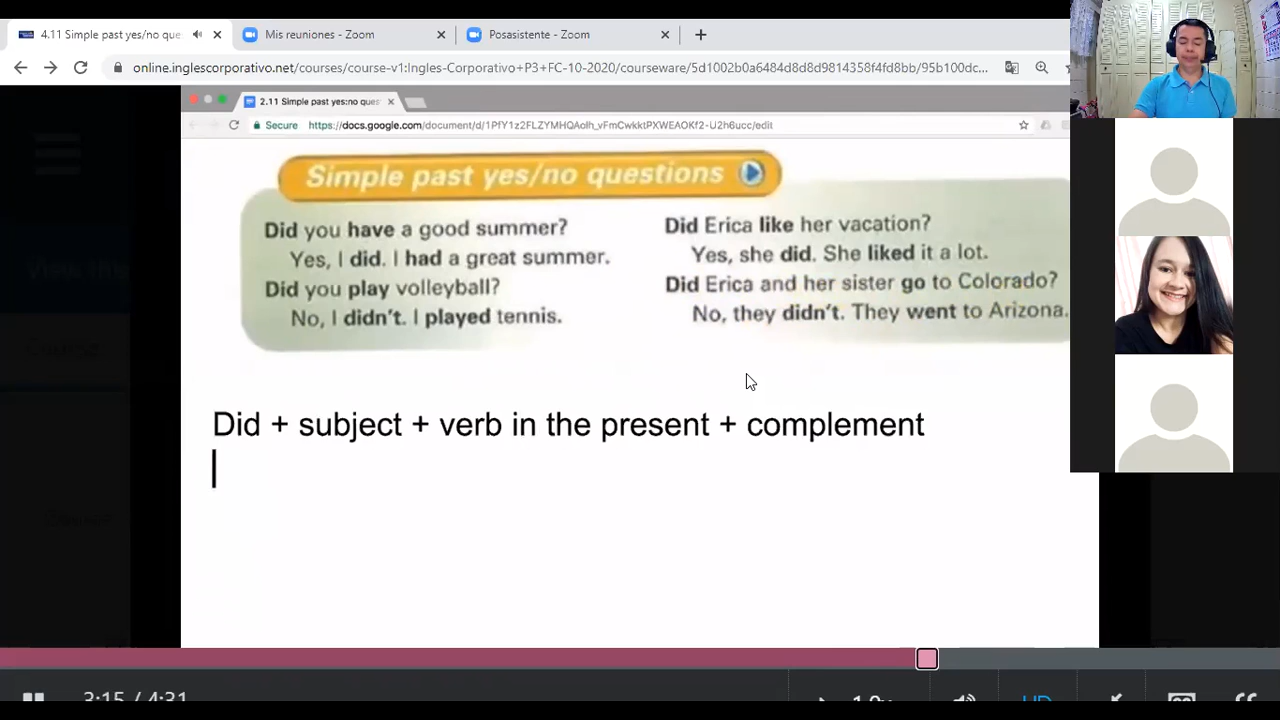 4.11 Simple past yes/no que
Mis reuniones - Zoom
Posasistente - Zoom
online.inglescorporativo.net/courses/course-v1:Ingles-Corporativo+P3+FC-10-2020/courseware/5d1002b0a6484d8d8d9814358f4fd8bb/95b100dc...
2.11 Simple past yes:no ques
Secure https://docs.google.com/document/d/1PfY1z2FLZYMHQAolh_vFmCwkktPXWEAOKf2-U2h6ucc/edit
Simple past yes/no questions
Did you have a good summer?
Yes, I did. I had a great summer.
Did you play volleyball?
No, I didn't. I played tennis.
Did Erica like her vacation?
Yes, she did. She liked it a lot.
Did Erica and her sister go to Colorado?
No, they didn't. They went to Arizona.
Did + subject + verb in the present + complement
3:15 / 4:31
1.0x
HD